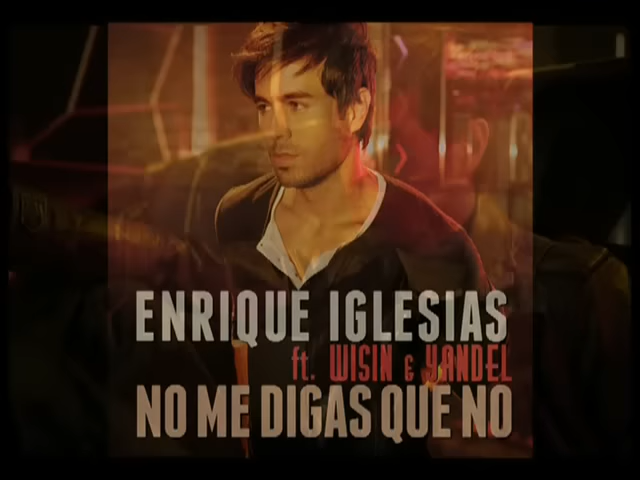 ENRIQUE IGLESIAS
ft. WISIN & YANDEL
NO ME DIGAS QUE NO